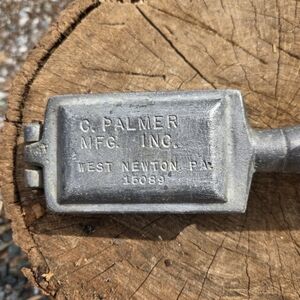 C. PALMER
MFG. INC.
WEST NEWTON, PA.
15089